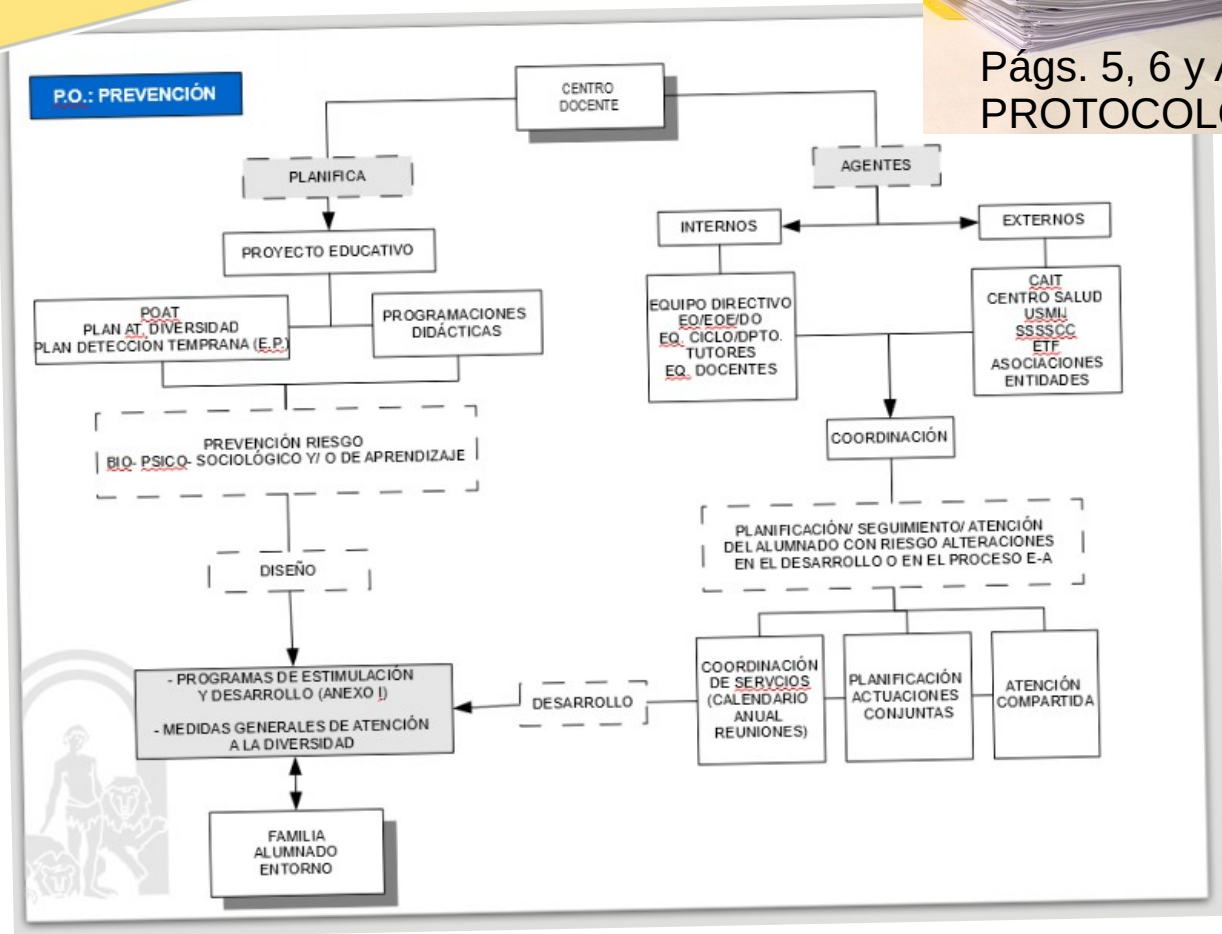 Págs. 5, 6 y
PROTOCOL
P.O.: PREVENCIÓN
CENTRO
DOCENTE
PLANIFICA
AGENTES
PROYECTO EDUCATIVO
INTERNOS
EXTERNOS
POAT
PLAN AT. DIVERSIDAD
PLAN DETECCIÓN TEMPRANA (E.P.)
PROGRAMACIONES
DIDÁCTICAS
EQUIPO DIRECTIVO
EO/EOE/DO
EQ. CICLO/DPTO.
TUTORES
EQ. DOCENTES
CAIT
CENTRO SALUD
USMIJ
SSSSCC
ETF
ASOCIACIONES
ENTIDADES
PREVENCIÓN RIESGO
BIO- PSICO- SOCIOLÓGICO Y/ O DE APRENDIZAJE
COORDINACIÓN
DISEÑO
PLANIFICACIÓN/ SEGUIMIENTO/ ATENCIÓN
DEL ALUMNADO CON RIESGO ALTERACIONES
EN EL DESARROLLO O EN EL PROCESO E-A
- PROGRAMAS DE ESTIMULACIÓN
Y DESARROLLO (ANEXO I)
- MEDIDAS GENERALES DE ATENCIÓN
A LA DIVERSIDAD
DESARROLLO
COORDINACIÓN
DE SERVCIOS
(CALENDARIO
ANUAL
REUNIONES)
PLANIFICACIÓN
ACTUACIONES
CONJUNTAS
ATENCIÓN
COMPARTIDA
FAMILIA
ALUMNADO
ENTORNO